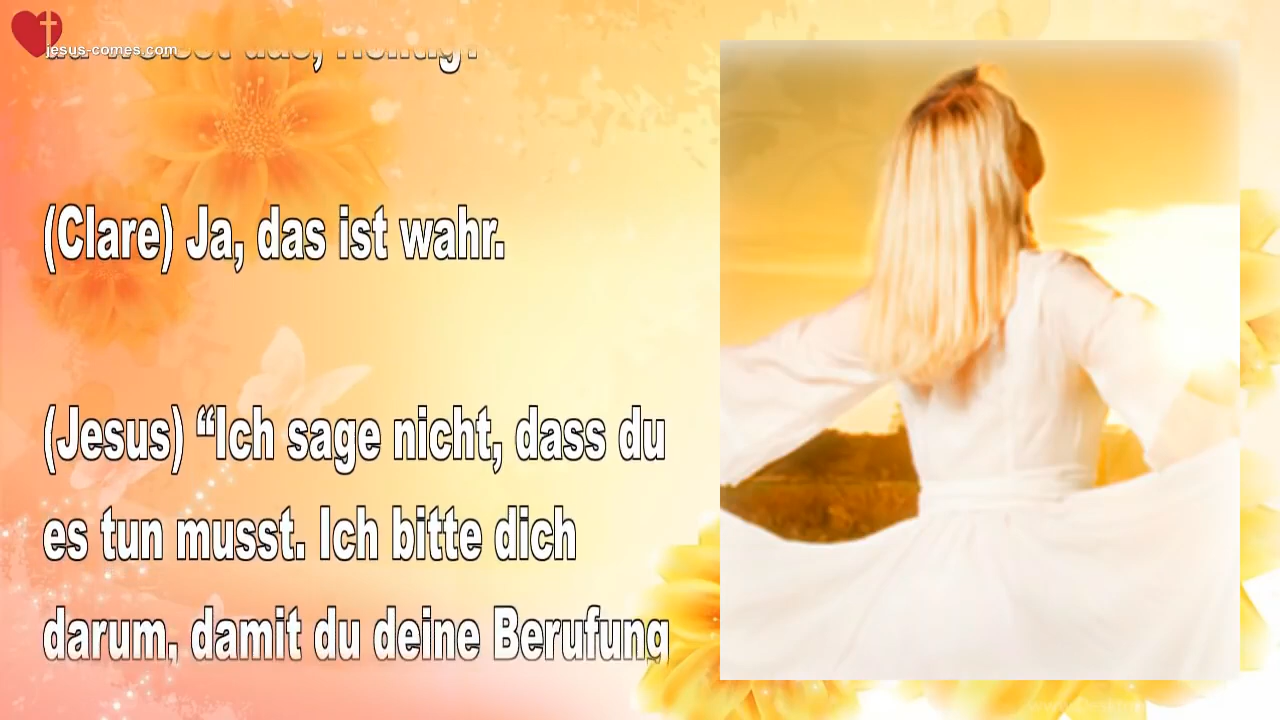 jesus-comes.com
(Clare) Ja, das ist wahr.
(Jesus) “Ich sage nicht, dass du
es tun musst. Ich bitte dich
darum, damit du deine Berufung